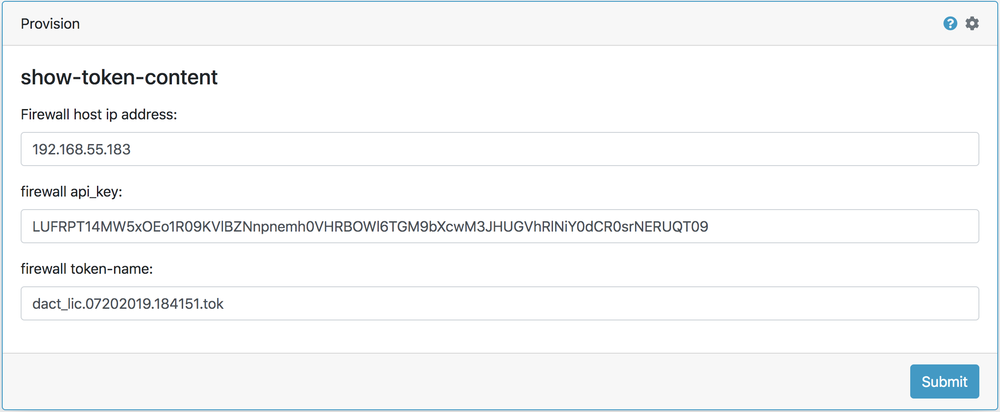 Provision
show-token-content
Firewall host ip address:
192.168.55.183
firewall api_key:
LUFRPT14MW5xOEo1R09KVlBZNnpnemh0VHRBOWl6TGM9bXcwM3JHUGVhRlNiY0dCR0srNERUQT09
firewall token-name:
dact_lic.07202019.184151.tok
Submit